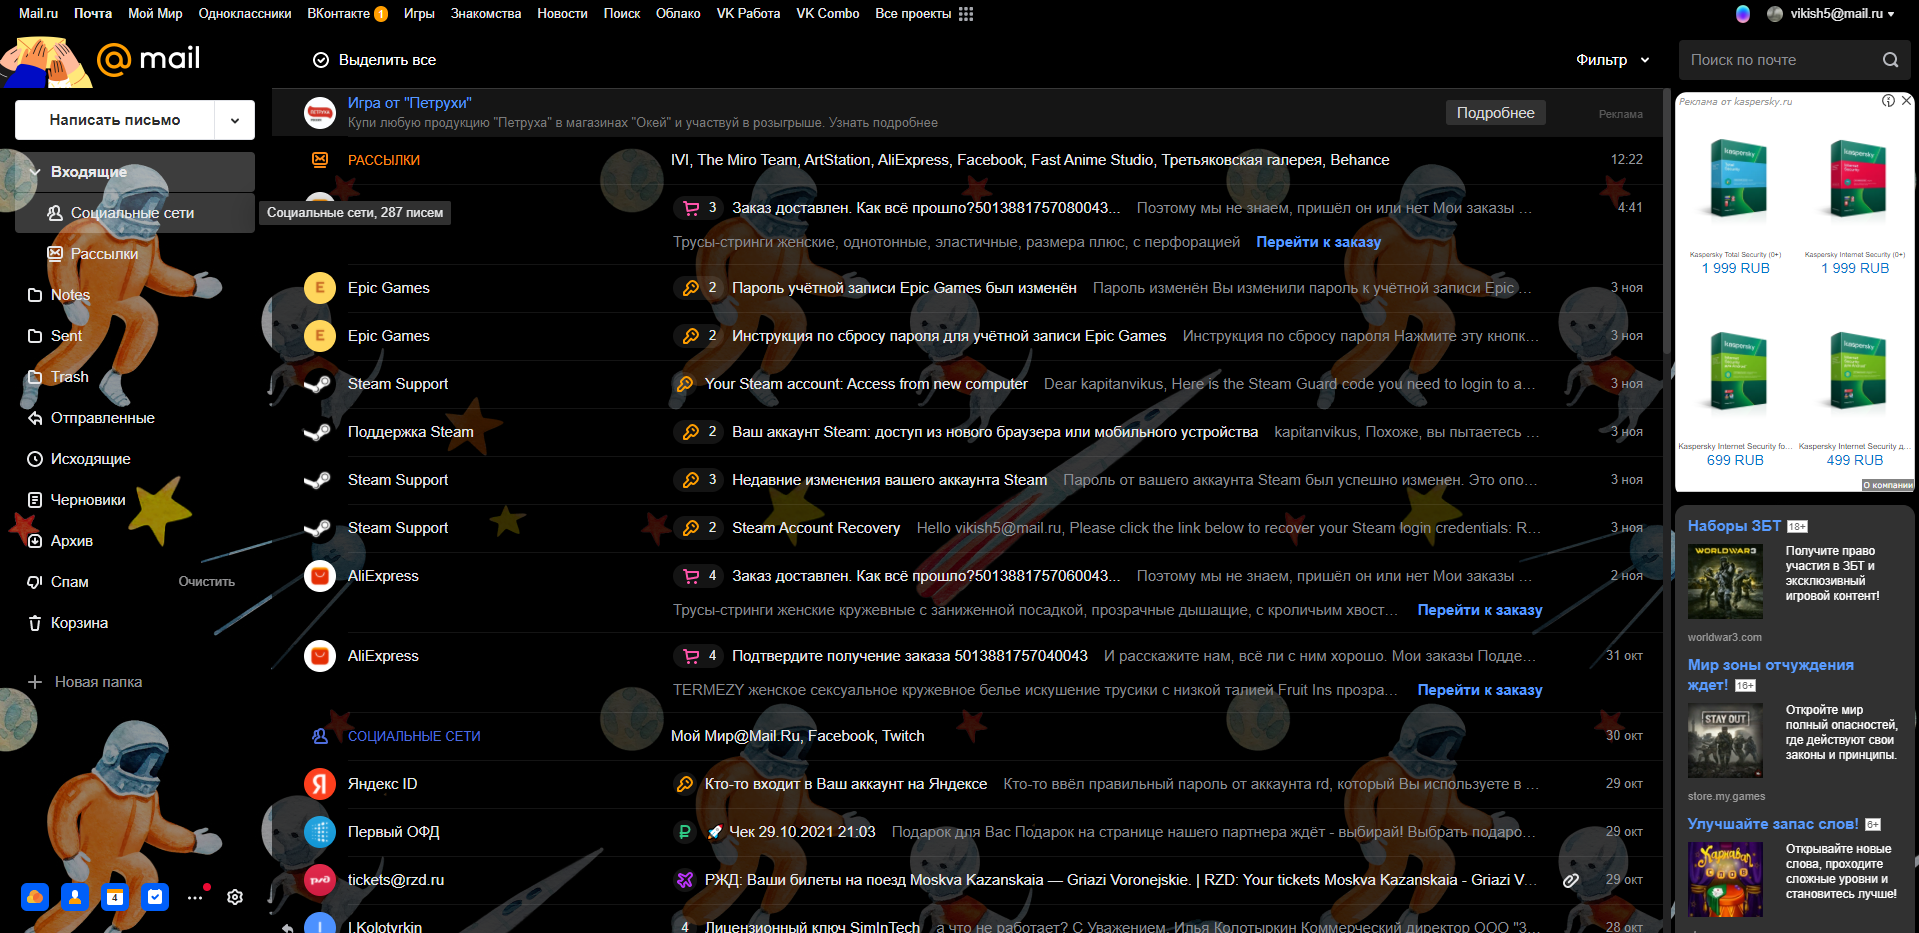 Mail.ru Почта Мой Мир Одноклассники ВКонтакте 1 Игры Знакомства Новости Поиск Облако VK Работа VK Combo Все проекты vikish5@mail.ru
mail
Выделить все
Фильтр
Поиск по почте
Написать письмо
Входящие
Социальные сети
Социальные сети, 287 писем
Рассылки
Notes
Sent
Trash
Отправленные
Исходящие
Черновики
Архив
Спам Очистить
Корзина
Новая папка
4
Игра от "Петрухи"
Купи любую продукцию "Петруха" в магазинах "Окей" и участвуй в розыгрыше. Узнать подробнее
Подробнее
Реклама
РАССЫЛКИ IVI, The Miro Team, ArtStation, AliExpress, Facebook, Fast Anime Studio, Третьяковская галерея, Behance 12:22
3 Заказ доставлен. Как всё прошло?5013881757080043... Поэтому мы не знаем, пришёл он или нет Мои заказы ... 4:41
Трусы-стринги женские, однотонные, эластичные, размера плюс, с перфорацией Перейти к заказу
E Epic Games 2 Пароль учётной записи Epic Games был изменён Пароль изменён Вы изменили пароль к учётной записи Epic ... 3 ноя
E Epic Games 2 Инструкция по сбросу пароля для учётной записи Epic Games Инструкция по сбросу пароля Нажмите эту кнопк... 3 ноя
Steam Support Your Steam account: Access from new computer Dear kapitanvikus, Here is the Steam Guard code you need to login to a... 3 ноя
Поддержка Steam 2 Ваш аккаунт Steam: доступ из нового браузера или мобильного устройства kapitanvikus, Похоже, вы пытаетесь ... 3 ноя
Steam Support 3 Недавние изменения вашего аккаунта Steam Пароль от вашего аккаунта Steam был успешно изменен. Это опо... 3 ноя
Steam Support 2 Steam Account Recovery Hello vikish5@mail.ru, Please click the link below to recover your Steam login credentials: R... 3 ноя
AliExpress 4 Заказ доставлен. Как всё прошло?5013881757060043... Поэтому мы не знаем, пришёл он или нет Мои заказы ... 2 ноя
Трусы-стринги женские кружевные с заниженной посадкой, прозрачные дышащие, с кроличьим хвост... Перейти к заказу
AliExpress 4 Подтвердите получение заказа 5013881757040043 И расскажите нам, всё ли с ним хорошо. Мои заказы Подде... 31 окт
TERMEZY женское сексуальное кружевное белье искушение трусики с низкой талией Fruit Ins прозра... Перейти к заказу
СОЦИАЛЬНЫЕ СЕТИ Мой Мир@Mail.Ru, Facebook, Twitch 30 окт
Я Яндекс ID Кто-то входит в Ваш аккаунт на Яндексе Кто-то ввёл правильный пароль от аккаунта rd, который Вы используете в ... 29 окт
Первый ОФД Чек 29.10.2021 21:03 Подарок для Вас Подарок на странице нашего партнера ждёт - выбирай! Выбрать подаро... 29 окт
tickets@rzd.ru РЖД: Ваши билеты на поезд Moskva Kazanskaia — Griazi Voronejskie. | RZD: Your tickets Moskva Kazanskaia - Griazi V... 29 окт
I I.Kolotyrkin 4 Лицензионный ключ SimInTech а что не работает? С Уважением, Илья Колотыркин Коммерческий директор ООО "3... 28 окт
Реклама от kaspersky.ru
Kaspersky Total Security (0+)
1 999 RUB
Kaspersky Internet Security (0+)
1 999 RUB
Kaspersky Internet Security fo...
699 RUB
Kaspersky Internet Security д...
499 RUB
О компании
Наборы ЗБТ 18+
WORLDWAR3
Получите право
участия в ЗБТ и
эксклюзивный
игровой контент!
worldwar3.com
Мир зоны отчуждения
ждет! 16+
STAY OUT
Откройте мир
полный опасностей,
где действуют свои
законы и принципы.
store.my.games
Улучшайте запас слов! 6+
Карнавал
слов
Открывайте новые
слова, проходите
сложные уровни и
становитесь лучше!